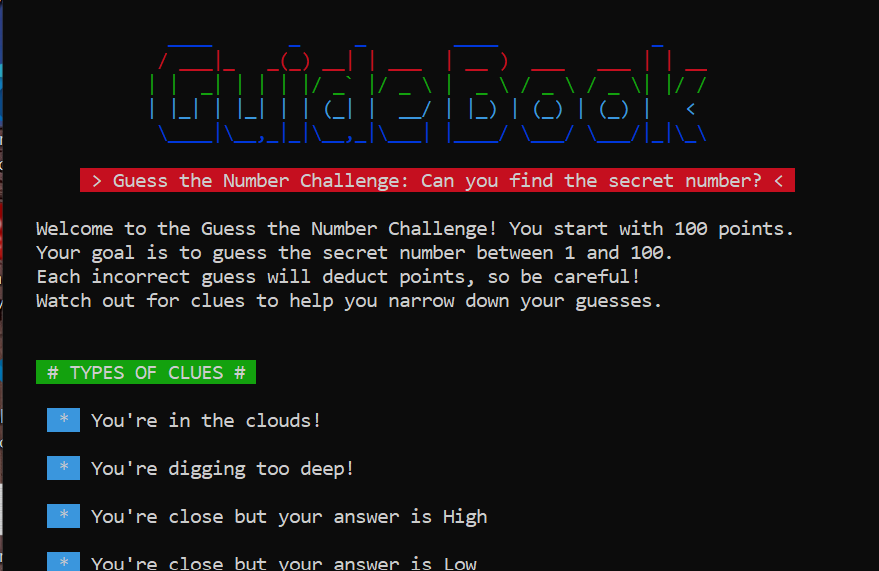 GuideBook
> Guess the Number Challenge: Can you find the secret number? <
Welcome to the Guess the Number Challenge! You start with 100 points.
Your goal is to guess the secret number between 1 and 100.
Each incorrect guess will deduct points, so be careful!
Watch out for clues to help you narrow down your guesses.
# TYPES OF CLUES #
* You're in the clouds!
* You're digging too deep!
* You're close but your answer is High
* You're close but your answer is Low